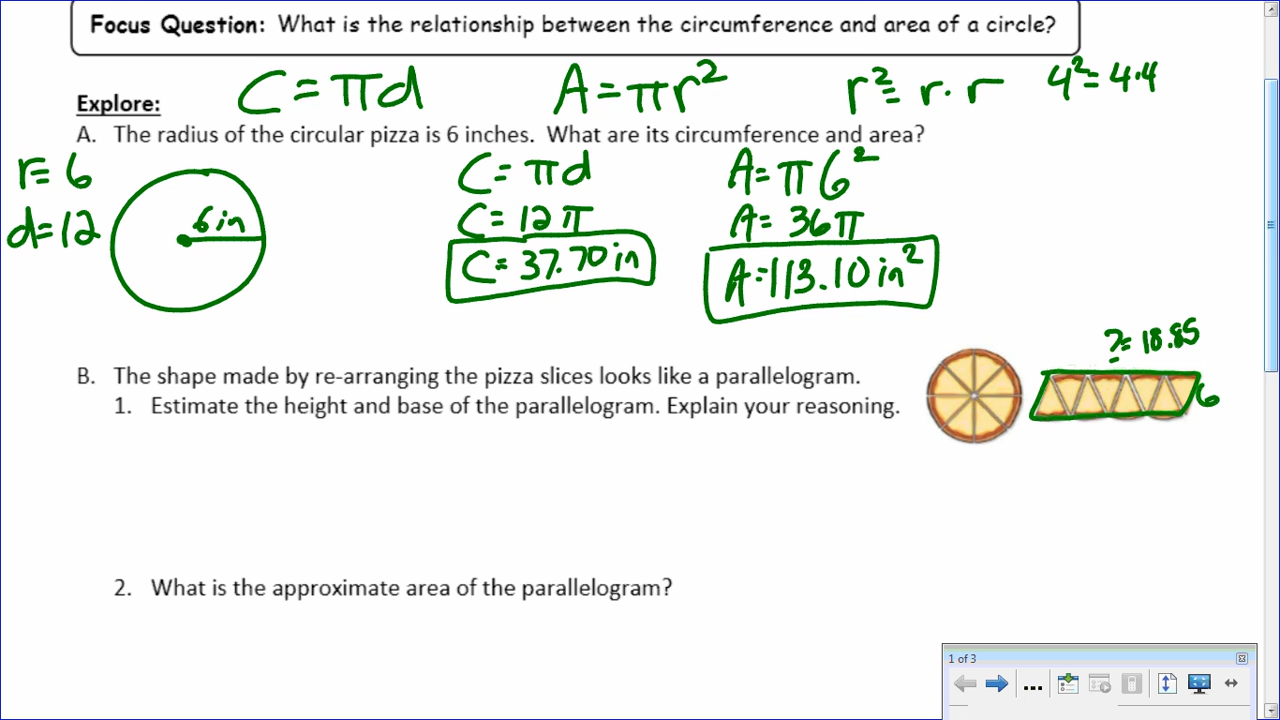 Focus Question: What is the relationship between the circumference and area of a circle?
C = πd A = πr² r² = r · r 4² = 4·4
Explore:
A. The radius of the circular pizza is 6 inches. What are its circumference and area?
r = 6 C = πd A = π6²
d = 12 6 in C = 12π A = 36π
C = 37.70 in A = 113.10 in²
? = 18.85
B. The shape made by re-arranging the pizza slices looks like a parallelogram.
1. Estimate the height and base of the parallelogram. Explain your reasoning. 6
2. What is the approximate area of the parallelogram?
1 of 3
...